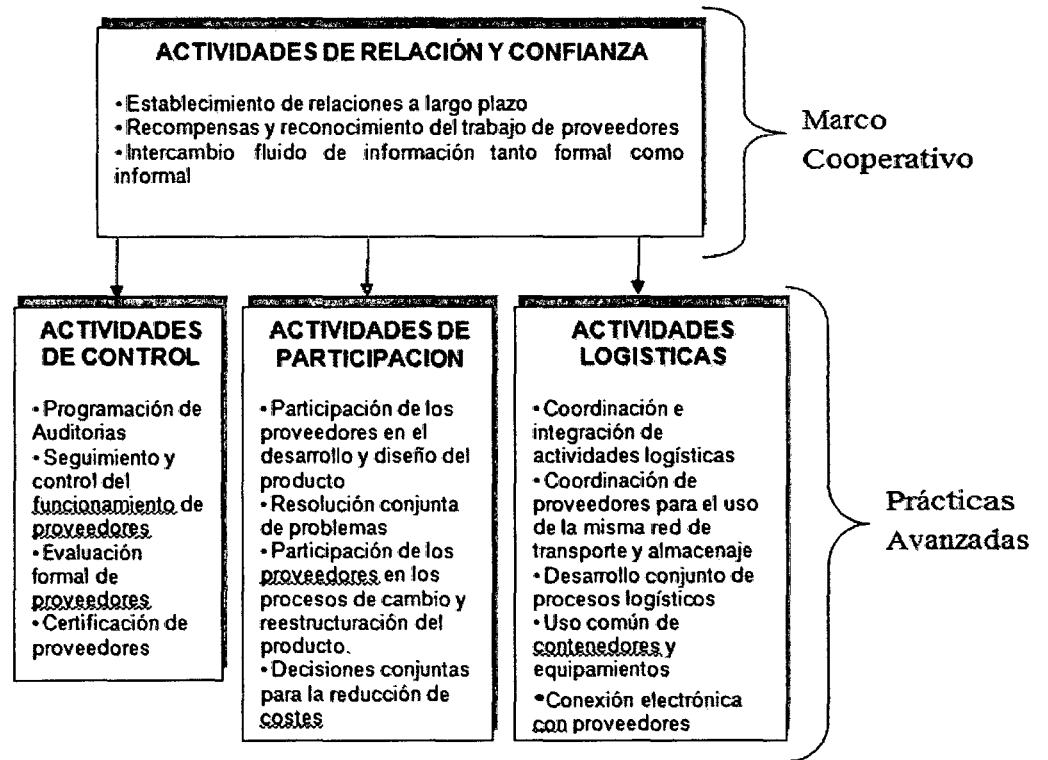 ACTIVIDADES DE RELACIÓN Y CONFIANZA
•Establecimiento de relaciones a largo plazo
•Recompensas y reconocimiento del trabajo de proveedores
•Intercambio fluido de información tanto formal como
informal
Marco
Cooperativo
ACTIVIDADES
DE CONTROL
•Programación de
Auditorias
•Seguimiento y
control del
funcionamiento de
proveedores
•Evaluación
formal de
proveedores
•Certificación de
proveedores
ACTIVIDADES DE
PARTICIPACION
•Participación de los
proveedores en el
desarrollo y diseño del
producto
•Resolución conjunta
de problemas
•Participación de los
proveedores en los
procesos de cambio y
reestructuración del
producto.
•Decisiones conjuntas
para la reducción de
costes
ACTIVIDADES
LOGISTICAS
•Coordinación e
integración de
actividades logísticas
•Coordinación de
proveedores para el uso
de la misma red de
transporte y almacenaje
•Desarrollo conjunto de
procesos logísticos
•Uso común de
contenedores y
equipamientos
•Conexión electrónica
con proveedores
Prácticas
Avanzadas